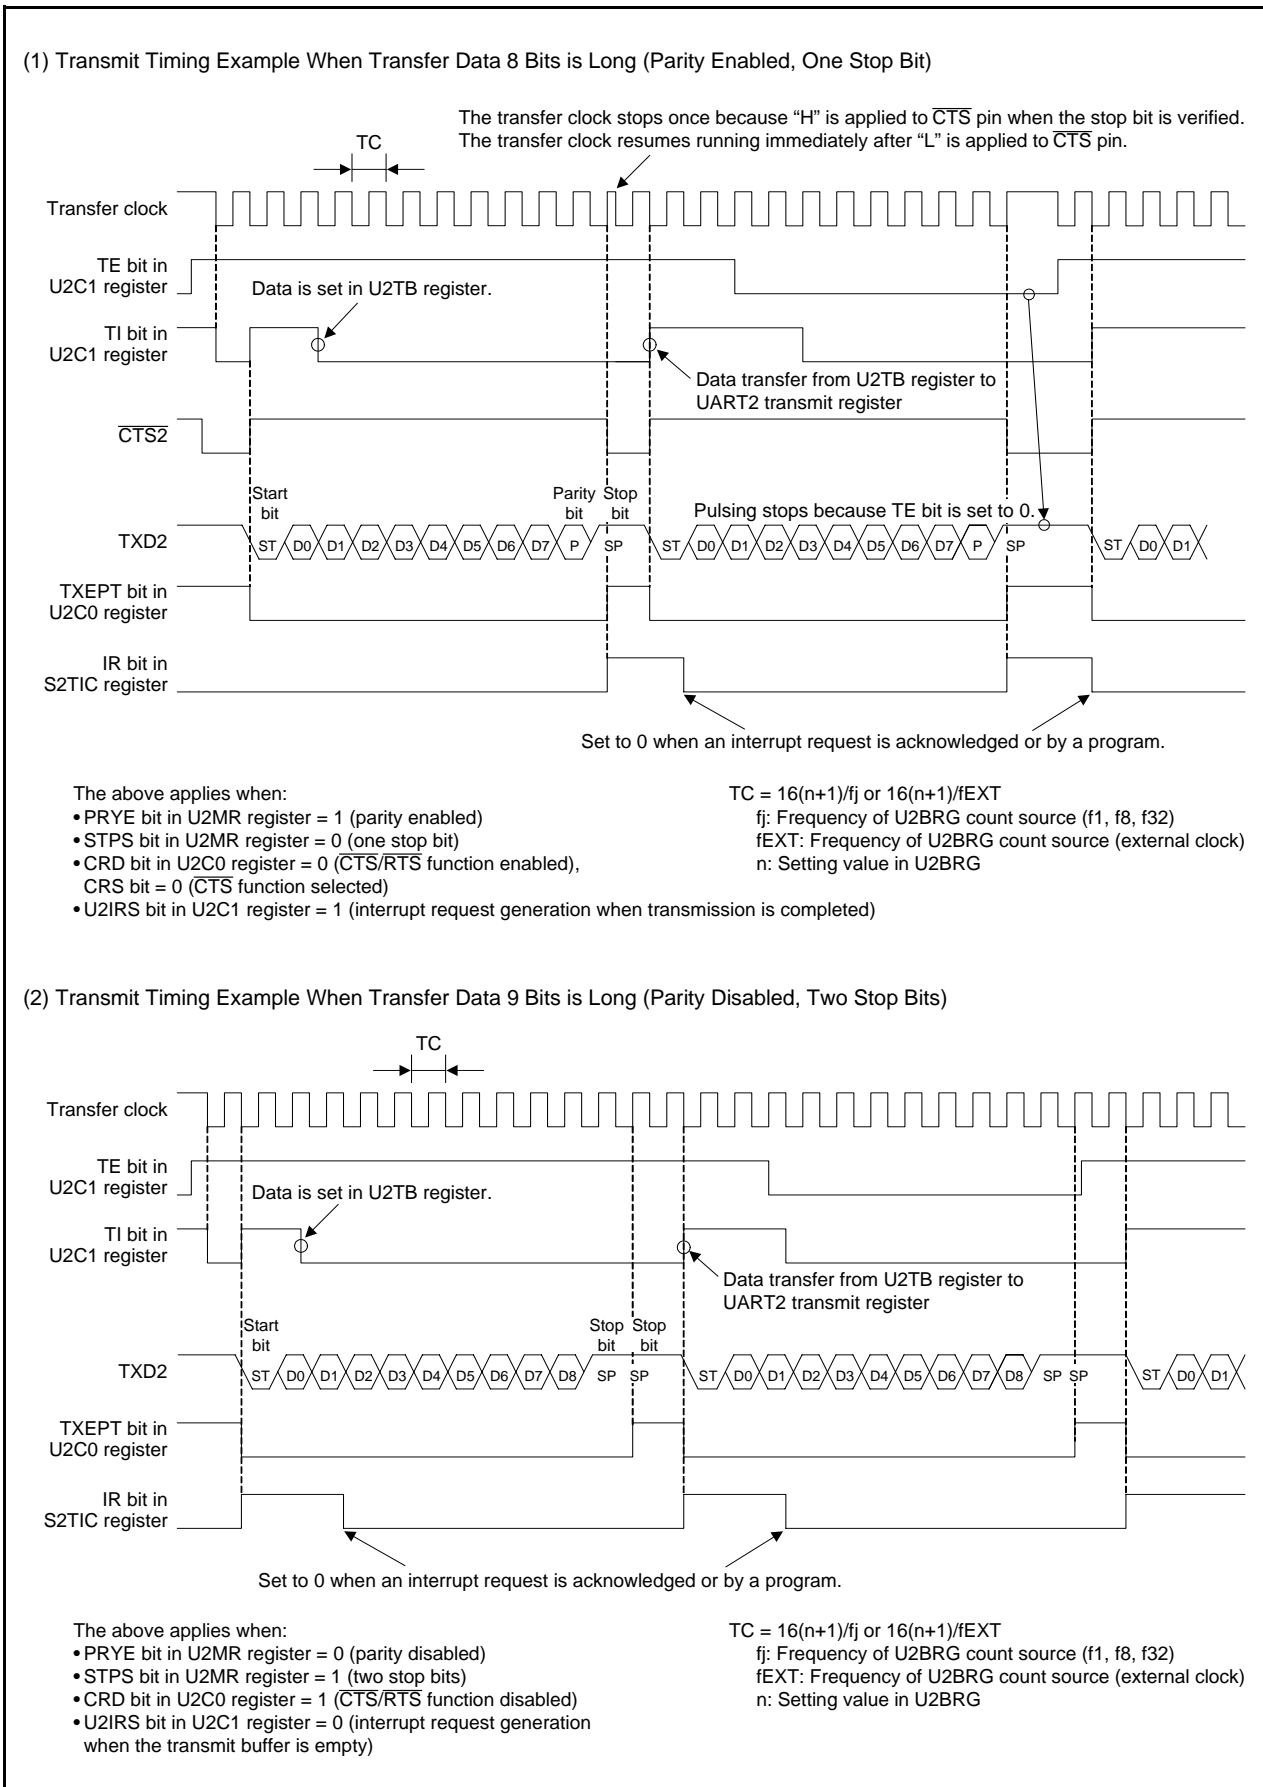 (1) Transmit Timing Example When Transfer Data 8 Bits is Long (Parity Enabled, One Stop Bit)
The transfer clock stops once because “H” is applied to CTS pin when the stop bit is verified.
The transfer clock resumes running immediately after “L” is applied to CTS pin.
TC
Transfer clock
TE bit in
U2C1 register
Data is set in U2TB register.
TI bit in
U2C1 register
Data transfer from U2TB register to
UART2 transmit register
CTS2
Start
bit
Parity
bit
Stop
bit
Pulsing stops because TE bit is set to 0.
TXD2
ST D0 D1 D2 D3 D4 D5 D6 D7 P SP ST D0 D1 D2 D3 D4 D5 D6 D7 P SP ST D0 D1
TXEPT bit in
U2C0 register
IR bit in
S2TIC register
Set to 0 when an interrupt request is acknowledged or by a program.
The above applies when:
• PRYE bit in U2MR register = 1 (parity enabled)
• STPS bit in U2MR register = 0 (one stop bit)
• CRD bit in U2C0 register = 0 (CTS/RTS function enabled),
CRS bit = 0 (CTS function selected)
• U2IRS bit in U2C1 register = 1 (interrupt request generation when transmission is completed)
TC = 16(n+1)/fj or 16(n+1)/fEXT
fj: Frequency of U2BRG count source (f1, f8, f32)
fEXT: Frequency of U2BRG count source (external clock)
n: Setting value in U2BRG
(2) Transmit Timing Example When Transfer Data 9 Bits is Long (Parity Disabled, Two Stop Bits)
TC
Transfer clock
TE bit in
U2C1 register
Data is set in U2TB register.
TI bit in
U2C1 register
Data transfer from U2TB register to
UART2 transmit register
Start
bit
Stop
bit
Stop
bit
TXD2
ST D0 D1 D2 D3 D4 D5 D6 D7 D8 SP SP ST D0 D1 D2 D3 D4 D5 D6 D7 D8 SP SP ST D0 D1
TXEPT bit in
U2C0 register
IR bit in
S2TIC register
Set to 0 when an interrupt request is acknowledged or by a program.
The above applies when:
• PRYE bit in U2MR register = 0 (parity disabled)
• STPS bit in U2MR register = 1 (two stop bits)
• CRD bit in U2C0 register = 1 (CTS/RTS function disabled)
• U2IRS bit in U2C1 register = 0 (interrupt request generation
when the transmit buffer is empty)
TC = 16(n+1)/fj or 16(n+1)/fEXT
fj: Frequency of U2BRG count source (f1, f8, f32)
fEXT: Frequency of U2BRG count source (external clock)
n: Setting value in U2BRG